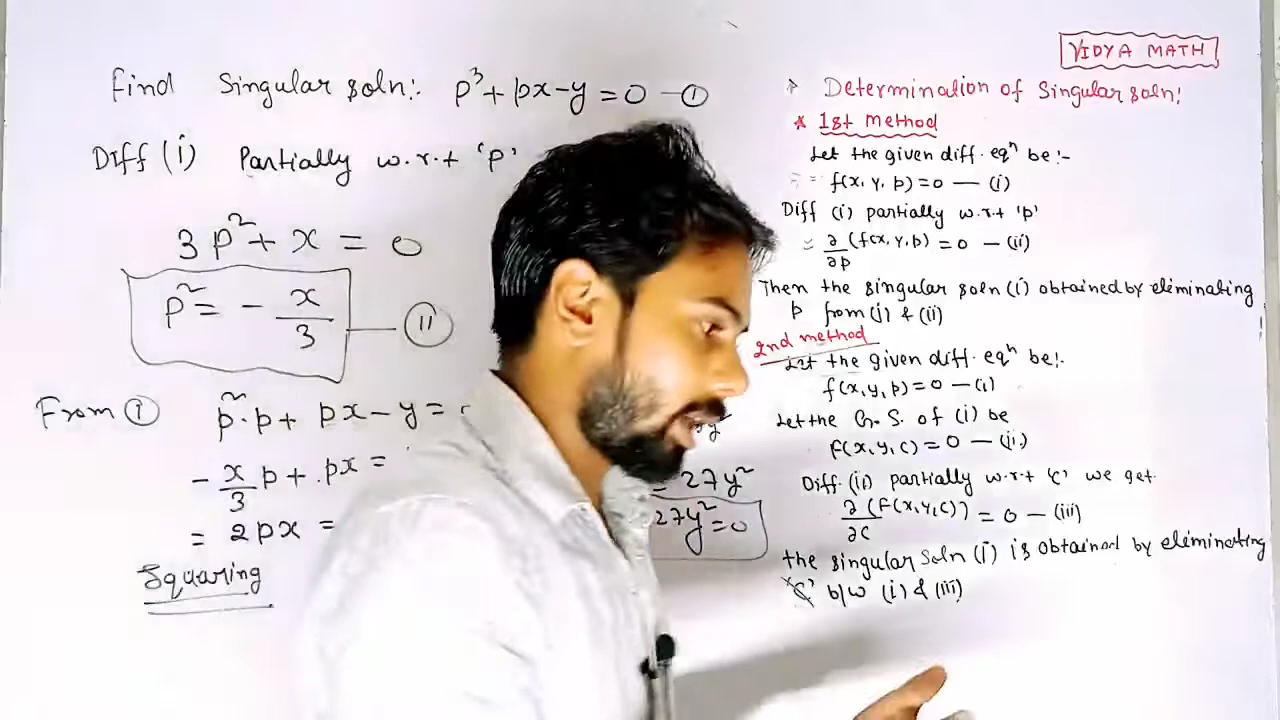 Find Singular soln:- p³ + px - y = 0 — ①
Diff (i) Partially w.r.t 'p'
3p² + x = 0
p² = - x/3 — ⑪
From ① p².p + px - y =
- x/3 p + px =
= 2px =
Squaring
= 27y²
27y² = 0
VIDYA MATH
Determination of Singular soln:
* 1st method
Let the given diff. eqⁿ be:-
f(x, y, p) = 0 — (i)
Diff (i) partially w.r.t 'p'
= ∂/∂p (f(x, y, p) = 0 — (ii)
Then the singular soln (i) obtained by eliminating
p from (i) & (ii)
2nd method
Let the given diff. eqⁿ be:-
f(x, y, p) = 0 — (i)
Let the G.S. of (i) be
F(x, y, c) = 0 — (ii)
Diff. (ii) partially w.r.t 'c' we get.
∂/∂c (F(x, y, c)) = 0 — (iii)
the singular soln (i) is obtained by eliminating
'C' b/w (i) & (iii)